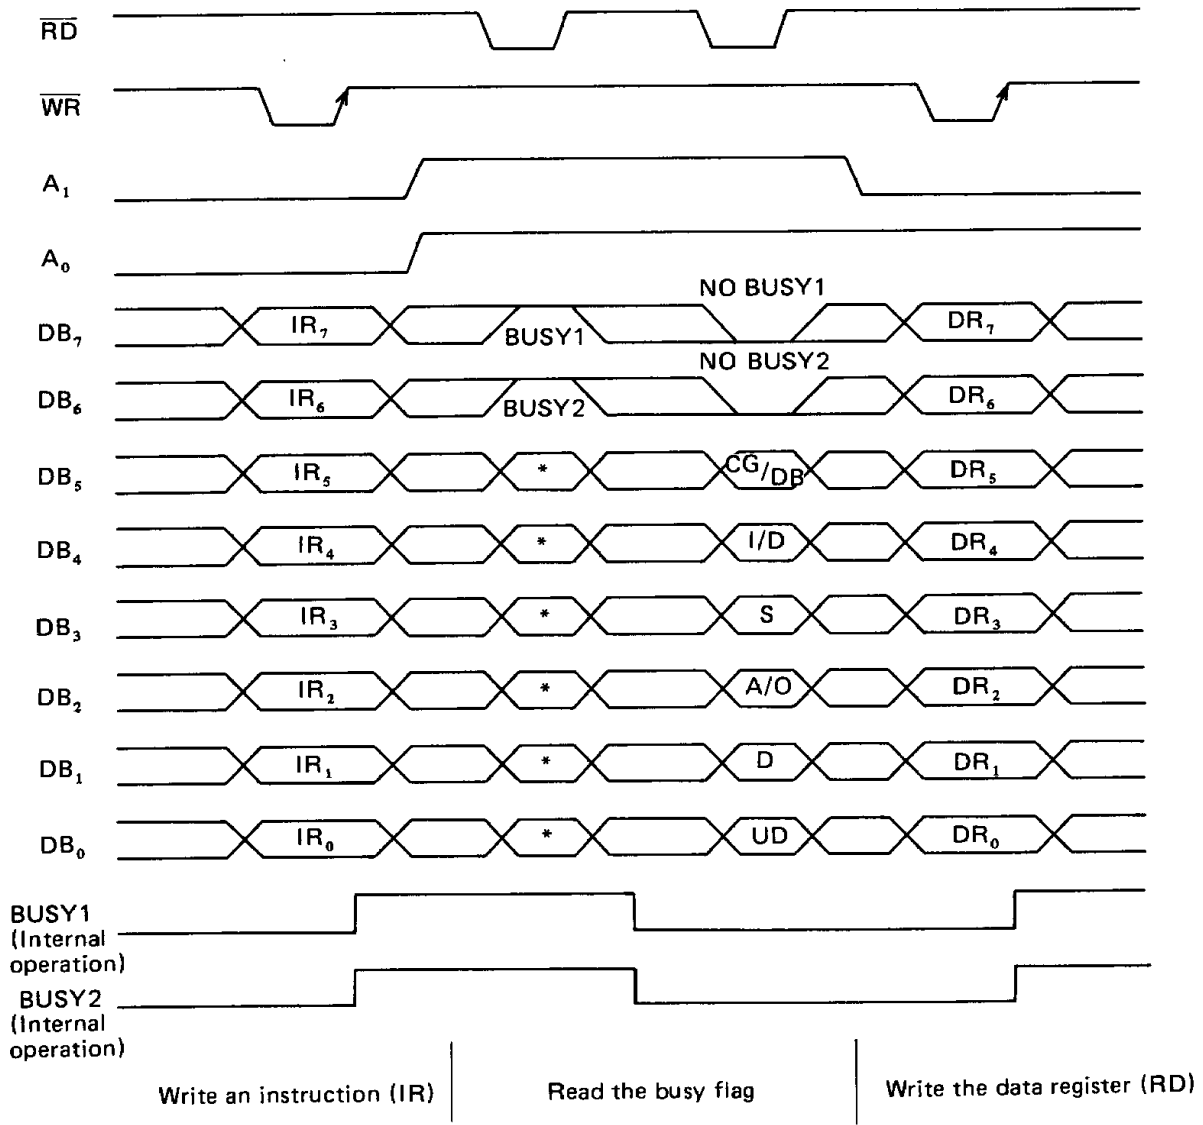 RD
WR
A₁
A₀
NO BUSY1
DB₇ IR₇ BUSY1 DR₇
NO BUSY2
DB₆ IR₆ BUSY2 DR₆
DB₅ IR₅ * CG/DB DR₅
DB₄ IR₄ * I/D DR₄
DB₃ IR₃ * S DR₃
DB₂ IR₂ * A/O DR₂
DB₁ IR₁ * D DR₁
DB₀ IR₀ * UD DR₀
BUSY1
(Internal
operation)
BUSY2
(Internal
operation)
Write an instruction (IR) Read the busy flag Write the data register (RD)